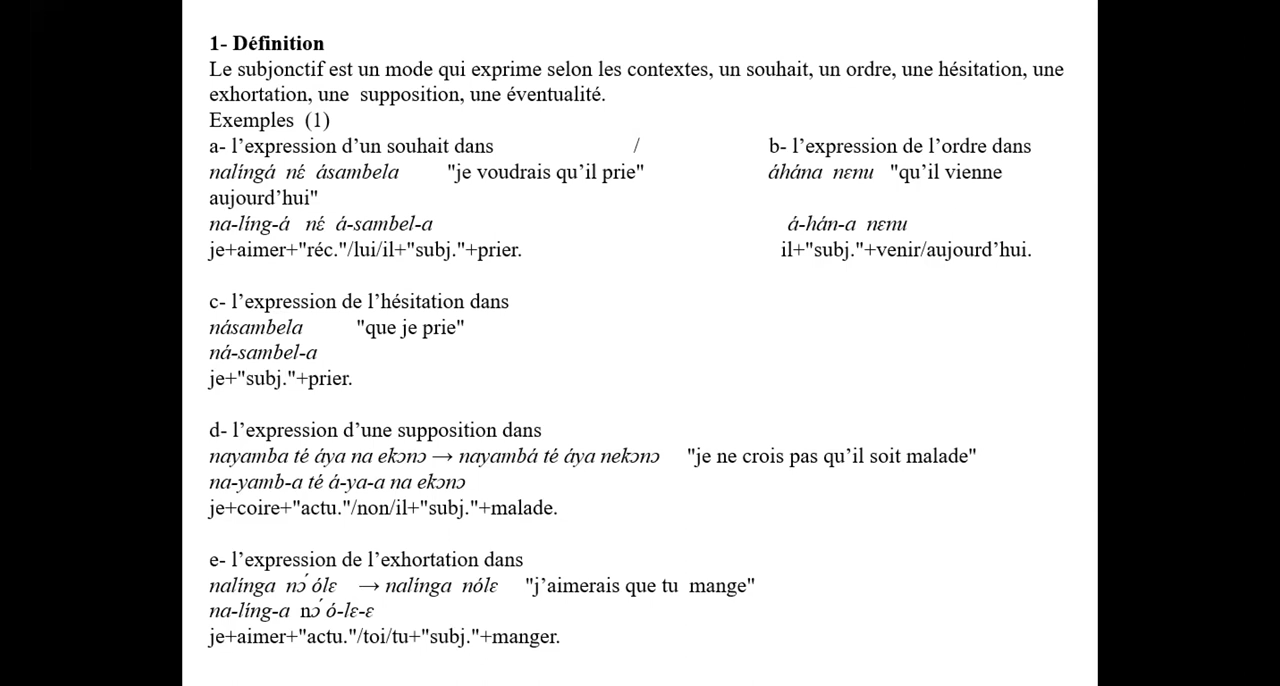 1- Définition
Le subjonctif est un mode qui exprime selon les contextes, un souhait, un ordre, une hésitation, une
exhortation, une supposition, une éventualité.
Exemples (1)
a- l’expression d’un souhait dans / b- l’expression de l’ordre dans
nalíngá nɛ́ ásambela "je voudrais qu’il prie" áhána nɛnu "qu’il vienne
aujourd’hui"
na-líng-á nɛ́ á-sambel-a á-hán-a nɛnu
je+aimer+"réc."/lui/il+"subj."+prier. il+"subj."+venir/aujourd’hui.
c- l’expression de l’hésitation dans
násambela "que je prie"
ná-sambel-a
je+"subj."+prier.
d- l’expression d’une supposition dans
nayamba té áya na ekɔnɔ → nayambá té áya nekɔnɔ "je ne crois pas qu’il soit malade"
na-yamb-a té á-ya-a na ekɔnɔ
je+coire+"actu."/non/il+"subj."+malade.
e- l’expression de l’exhortation dans
nalínga nɔ́ ólɛ → nalínga nólɛ "j’aimerais que tu mange"
na-líng-a nɔ́ ó-lɛ-ɛ
je+aimer+"actu."/toi/tu+"subj."+manger.